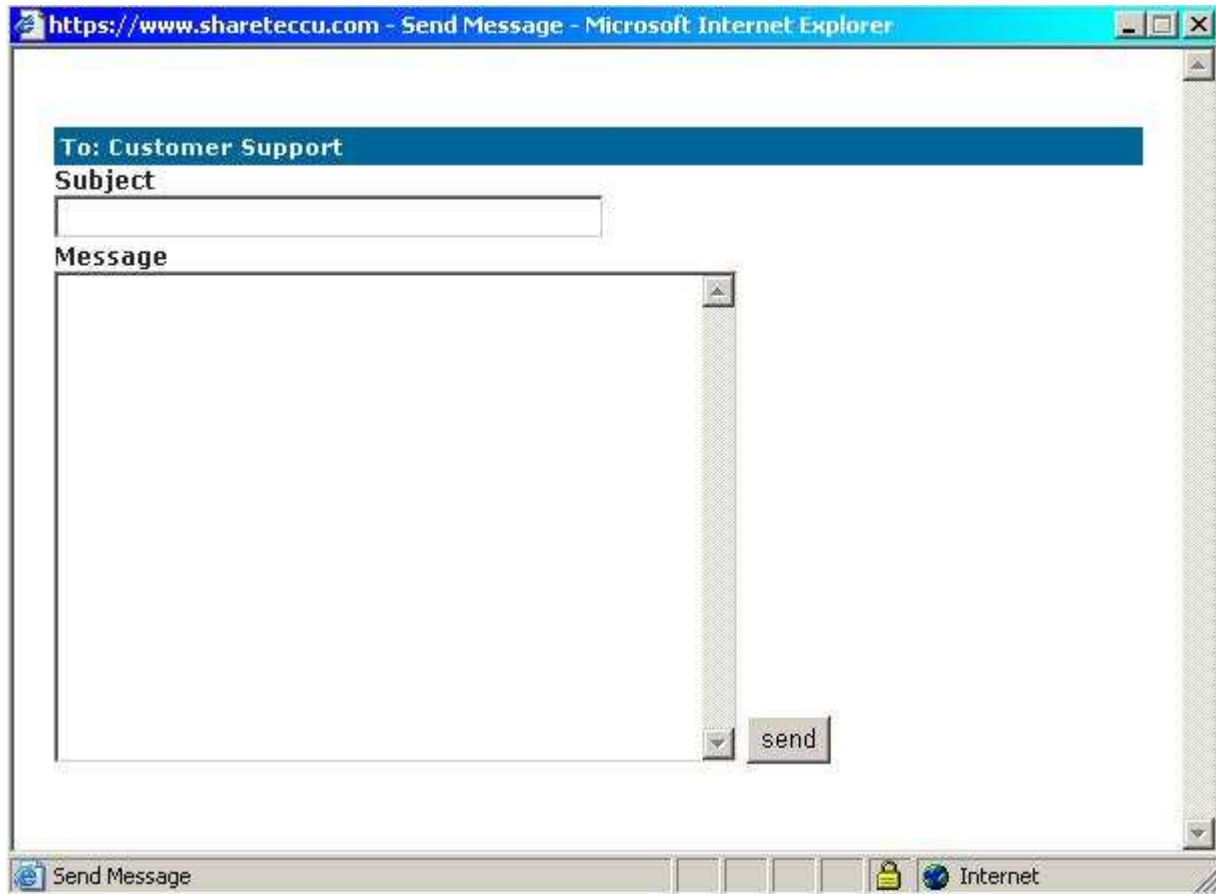 https://www.shareteccu.com - Send Message - Microsoft Internet Explorer
To: Customer Support
Subject
Message
send
Send Message
Internet